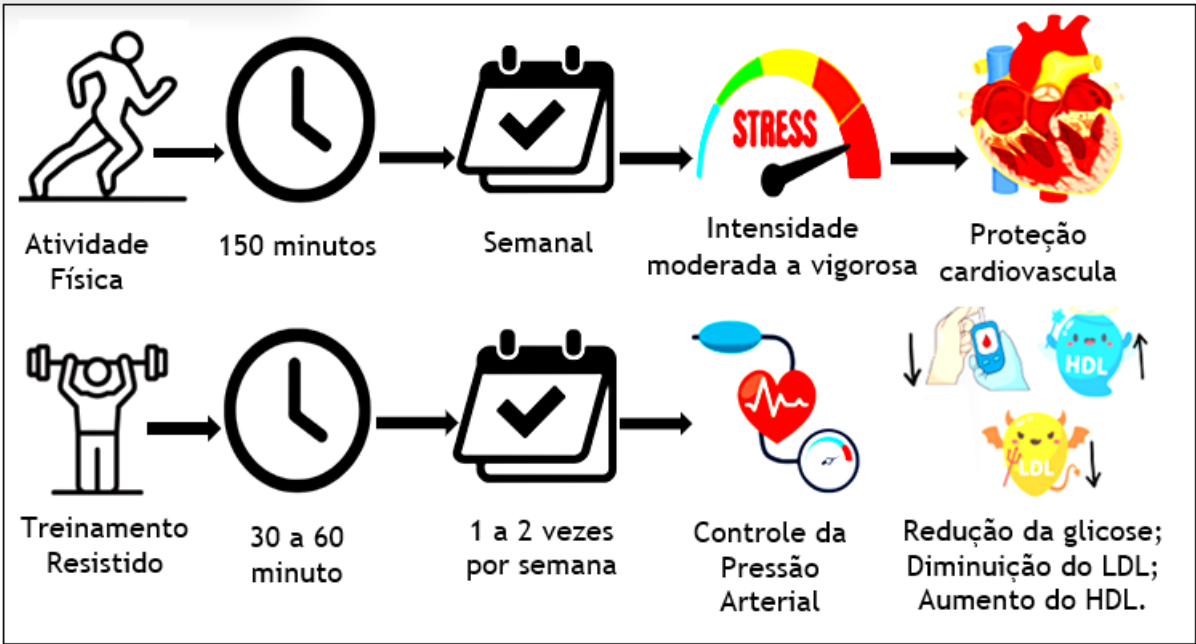 STRESS
Atividade
Física
150 minutos
Semanal
Intensidade
moderada a vigorosa
Proteção
cardiovascula
HDL
LDL
Treinamento
Resistido
30 a 60
minuto
1 a 2 vezes
por semana
Controle da
Pressão
Arterial
Redução da glicose;
Diminuição do LDL;
Aumento do HDL.